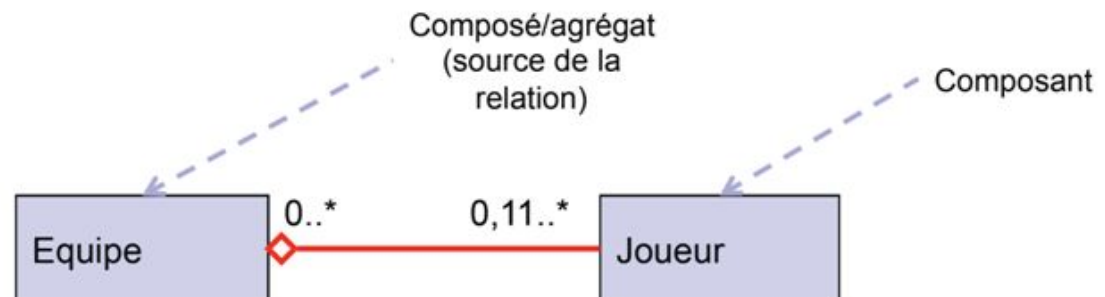 Composé/agrégat
(source de la
relation)
Composant
0..*
0,11..*
Equipe
Joueur